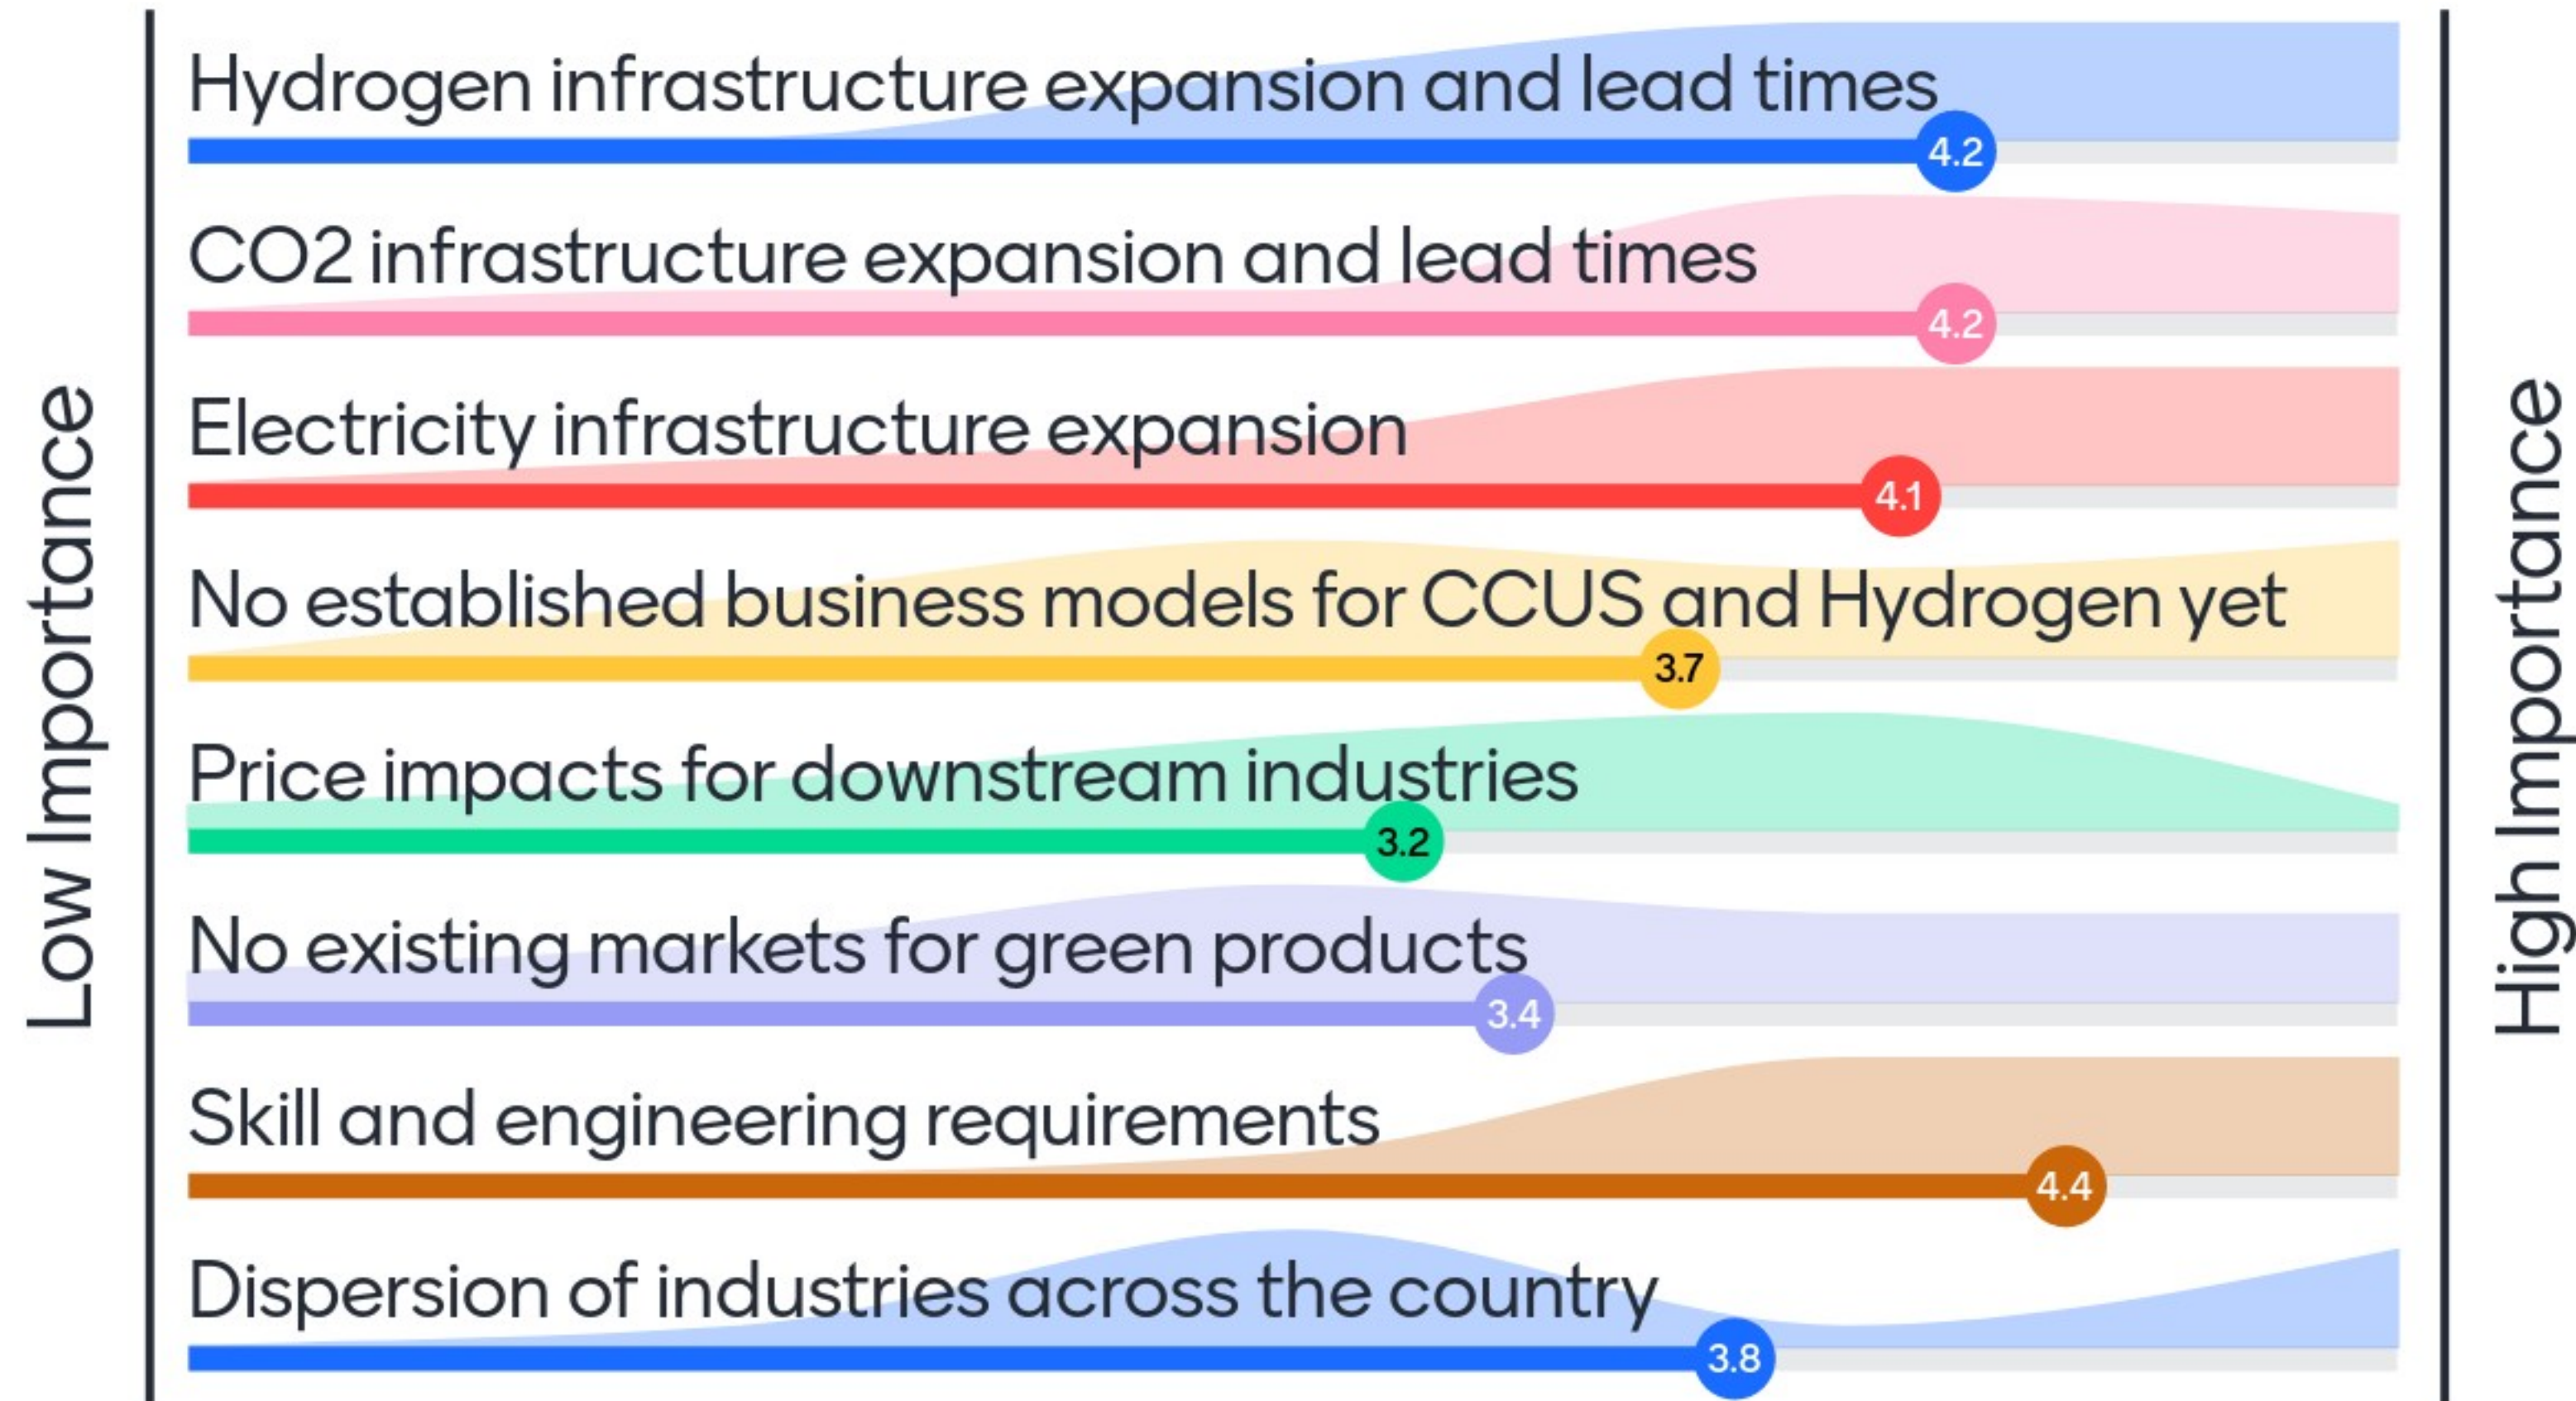 Low Importance
Hydrogen infrastructure expansion and lead times
4.2
CO2 infrastructure expansion and lead times
4.2
Electricity infrastructure expansion
4.1
No established business models for CCUS and Hydrogen yet
3.7
Price impacts for downstream industries
3.2
No existing markets for green products
3.4
Skill and engineering requirements
4.4
Dispersion of industries across the country
3.8
High Importance